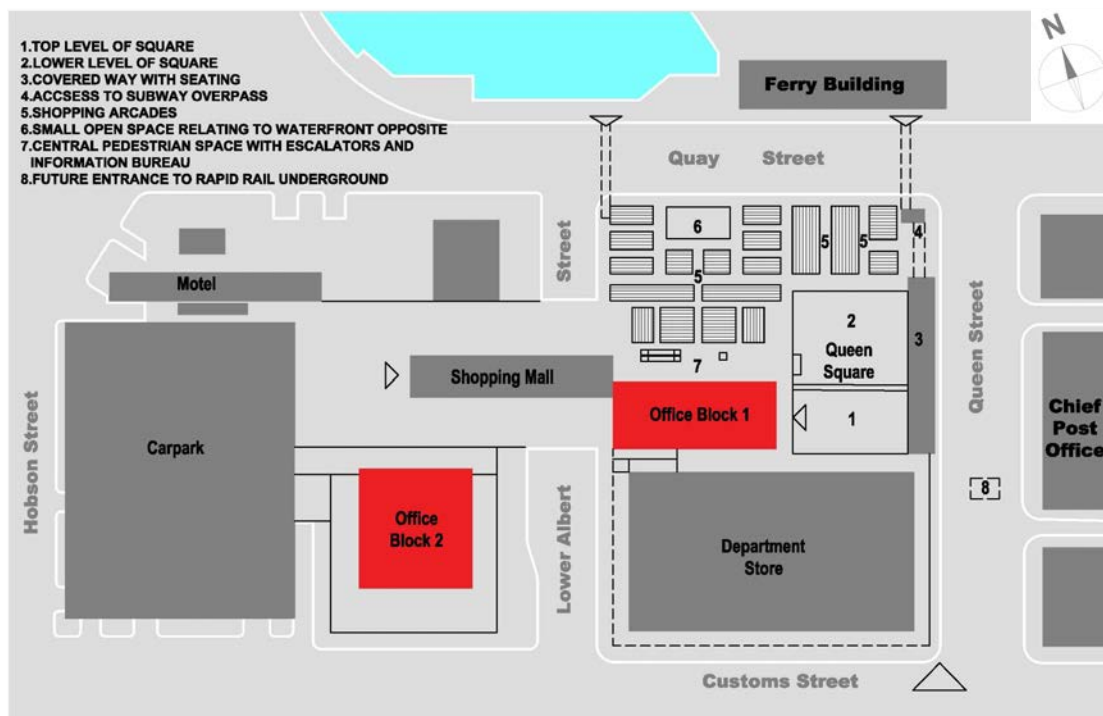 1.TOP LEVEL OF SQUARE
2.LOWER LEVEL OF SQUARE
3.COVERED WAY WITH SEATING
4.ACCSESS TO SUBWAY OVERPASS
5.SHOPPING ARCADES
6.SMALL OPEN SPACE RELATING TO WATERFRONT OPPOSITE
7.CENTRAL PEDESTRIAN SPACE WITH ESCALATORS AND
INFORMATION BUREAU
8.FUTURE ENTRANCE TO RAPID RAIL UNDERGROUND
N
Ferry Building
Quay Street
6
5
5
4
5
Street
Motel
2
Queen
Square
3
Queen Street
7
Shopping Mall
Office Block 1
1
Chief
Post
Office
Hobson Street
Carpark
8
Office
Block 2
Lower Albert
Department
Store
Customs Street